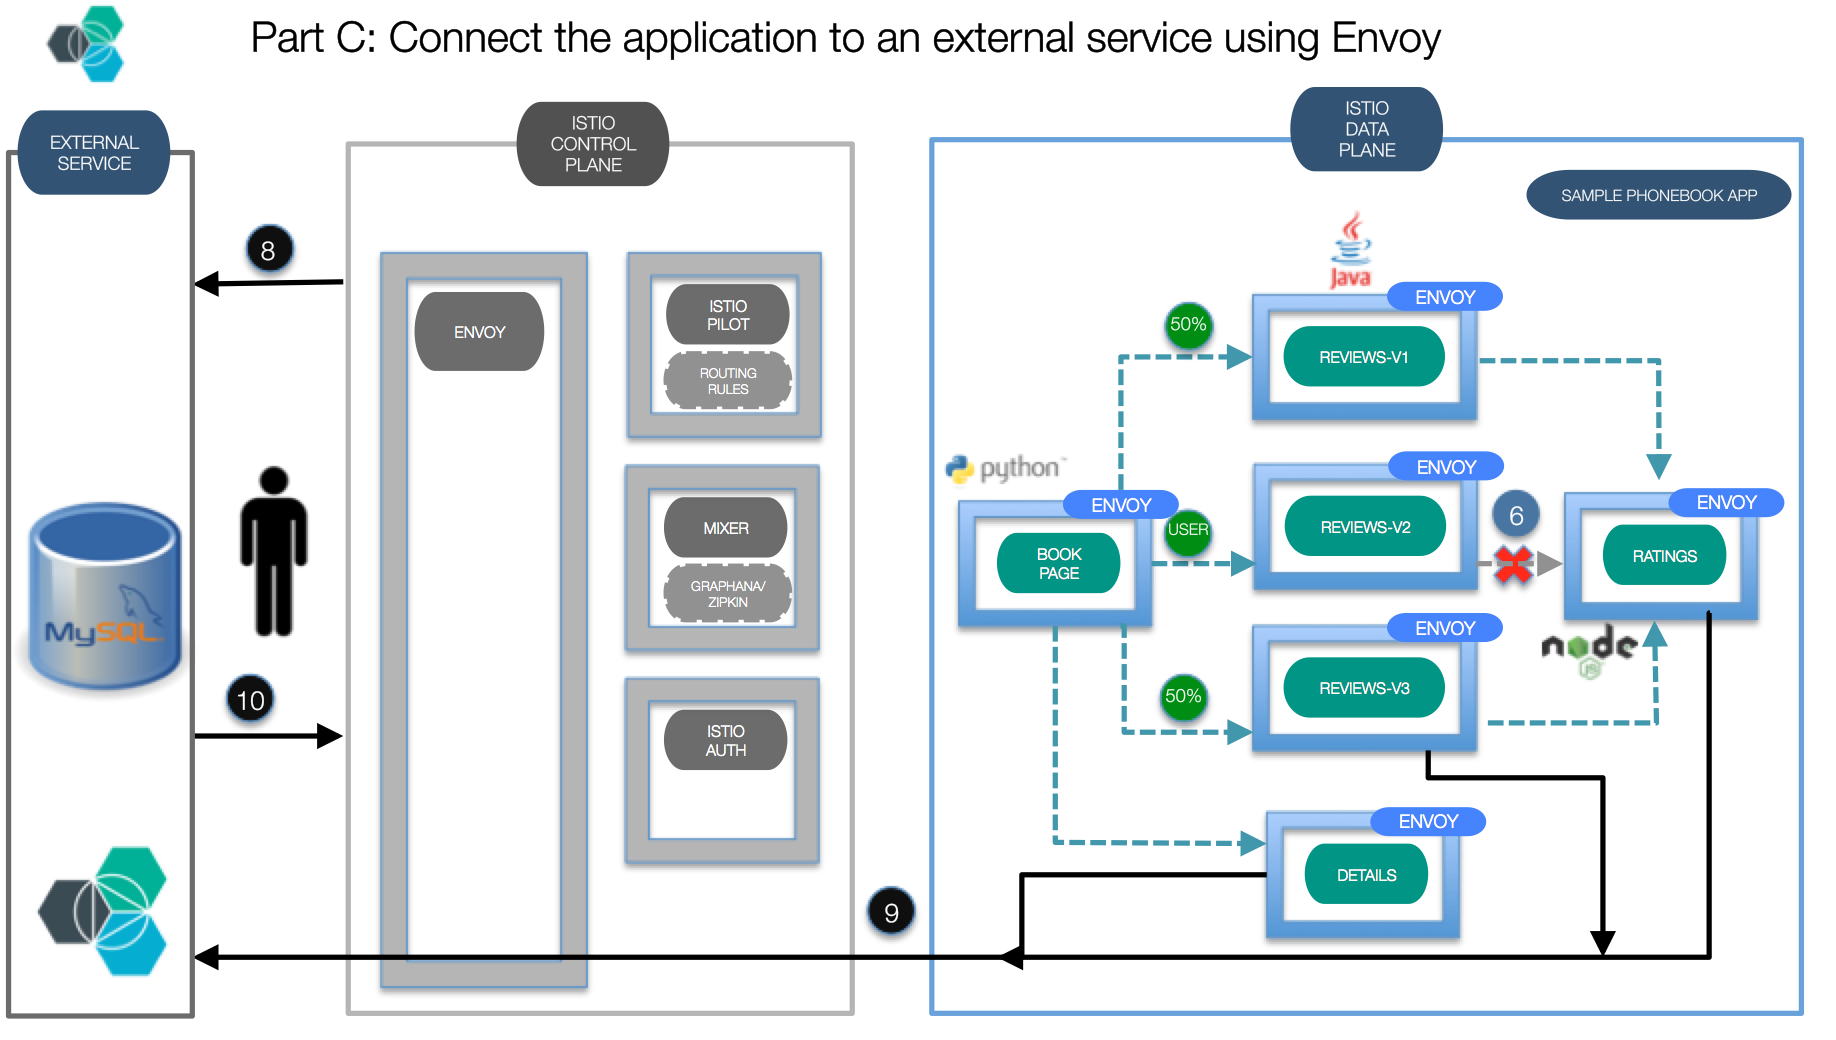 Part C: Connect the application to an external service using Envoy
EXTERNAL
SERVICE
8
MySQL
10
ISTIO
CONTROL
PLANE
ENVOY
ISTIO
PILOT
ROUTING
RULES
MIXER
GRAPHANA/
ZIPKIN
ISTIO
AUTH
9
ISTIO
DATA
PLANE
SAMPLE PHONEBOOK APP
Java
ENVOY
50%
REVIEWS-V1
python™
ENVOY
BOOK
PAGE
USER
ENVOY
REVIEWS-V2
6
ENVOY
RATINGS
node
JS
ENVOY
50%
REVIEWS-V3
ENVOY
DETAILS